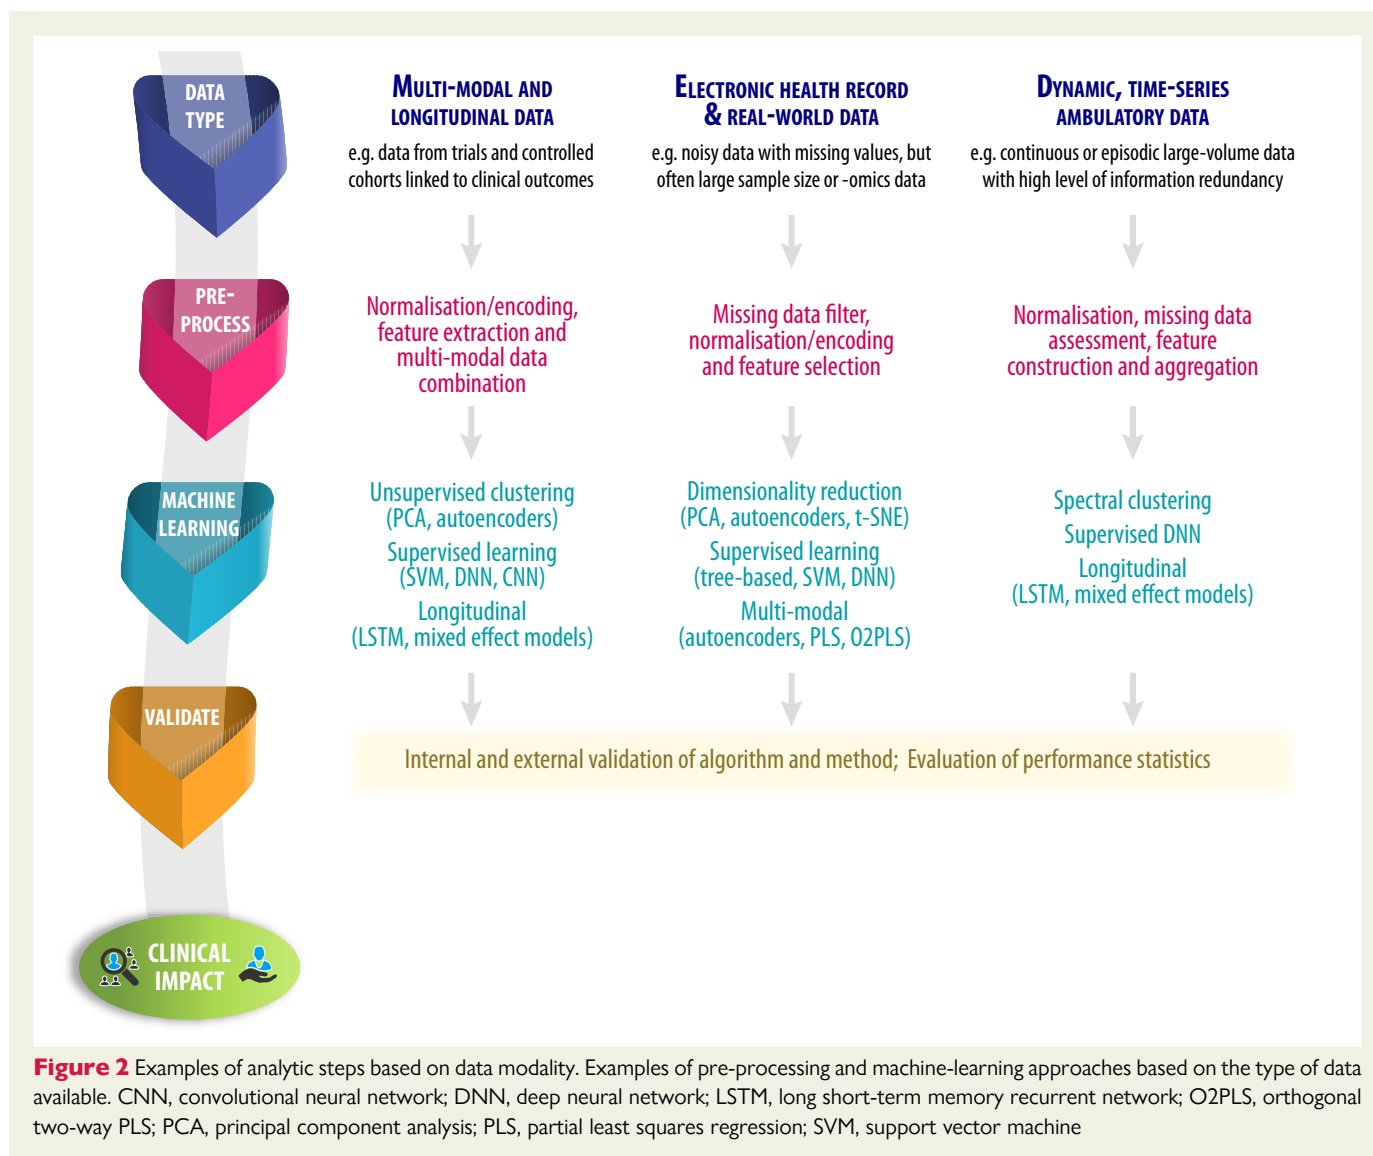 DATA
TYPE
MULTI-MODAL AND
LONGITUDINAL DATA
e.g. data from trials and controlled
cohorts linked to clinical outcomes
ELECTRONIC HEALTH RECORD
& REAL-WORLD DATA
e.g. noisy data with missing values, but
often large sample size or -omics data
DYNAMIC, TIME-SERIES
AMBULATORY DATA
e.g. continuous or episodic large-volume data
with high level of information redundancy
PRE-
PROCESS
Normalisation/encoding,
feature extraction and
multi-modal data
combination
Missing data filter,
normalisation/encoding
and feature selection
Normalisation, missing data
assessment, feature
construction and aggregation
MACHINE
LEARNING
Unsupervised clustering
(PCA, autoencoders)
Supervised learning
(SVM, DNN, CNN)
Longitudinal
(LSTM, mixed effect models)
Dimensionality reduction
(PCA, autoencoders, t-SNE)
Supervised learning
(tree-based, SVM, DNN)
Multi-modal
(autoencoders, PLS, O2PLS)
Spectral clustering
Supervised DNN
Longitudinal
(LSTM, mixed effect models)
VALIDATE
Internal and external validation of algorithm and method; Evaluation of performance statistics
CLINICAL
IMPACT
Figure 2 Examples of analytic steps based on data modality. Examples of pre-processing and machine-learning approaches based on the type of data
available. CNN, convolutional neural network; DNN, deep neural network; LSTM, long short-term memory recurrent network; O2PLS, orthogonal
two-way PLS; PCA, principal component analysis; PLS, partial least squares regression; SVM, support vector machine